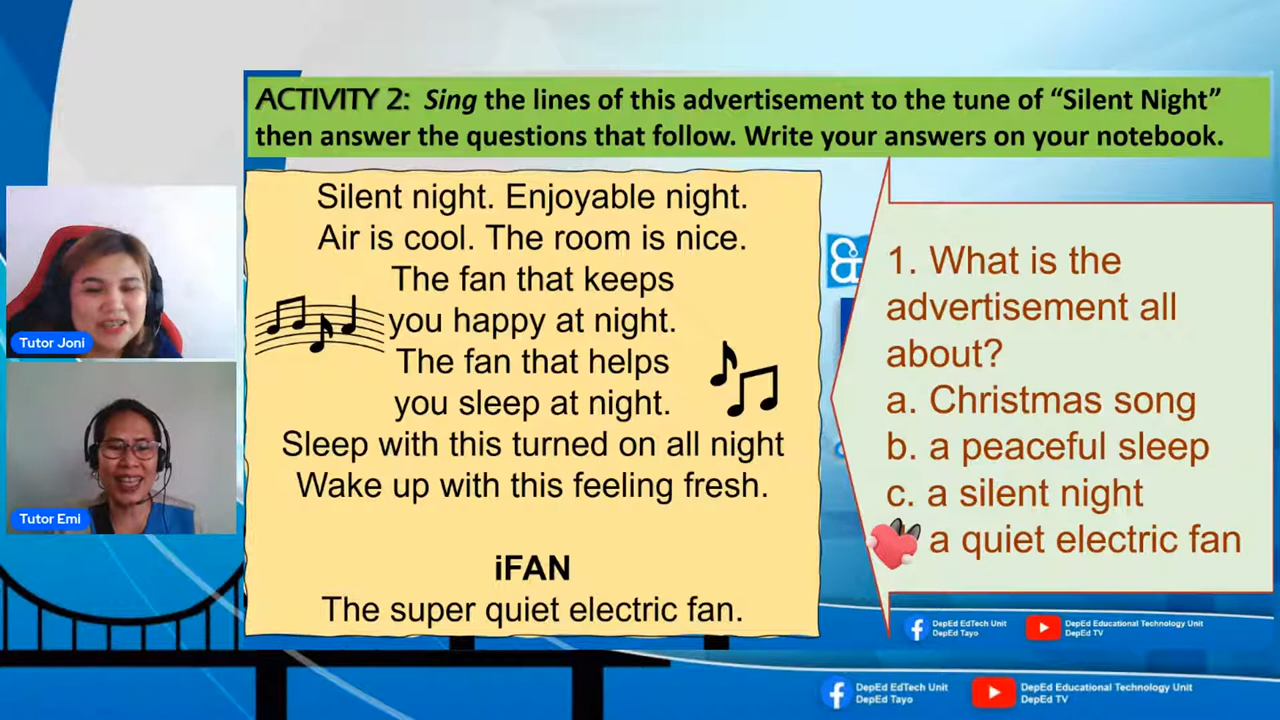 ACTIVITY 2: Sing the lines of this advertisement to the tune of “Silent Night”
then answer the questions that follow. Write your answers on your notebook.
Silent night. Enjoyable night.
Air is cool. The room is nice.
The fan that keeps
you happy at night.
The fan that helps
you sleep at night.
Sleep with this turned on all night
Wake up with this feeling fresh.
iFAN
The super quiet electric fan.
1. What is the
advertisement all
about?
a. Christmas song
b. a peaceful sleep
c. a silent night
a quiet electric fan
Tutor Joni
Tutor Emi
DepEd EdTech Unit
DepEd Tayo
DepEd Educational Technology Unit
DepEd TV
DepEd EdTech Unit
DepEd Tayo
DepEd Educational Technology Unit
DepEd TV